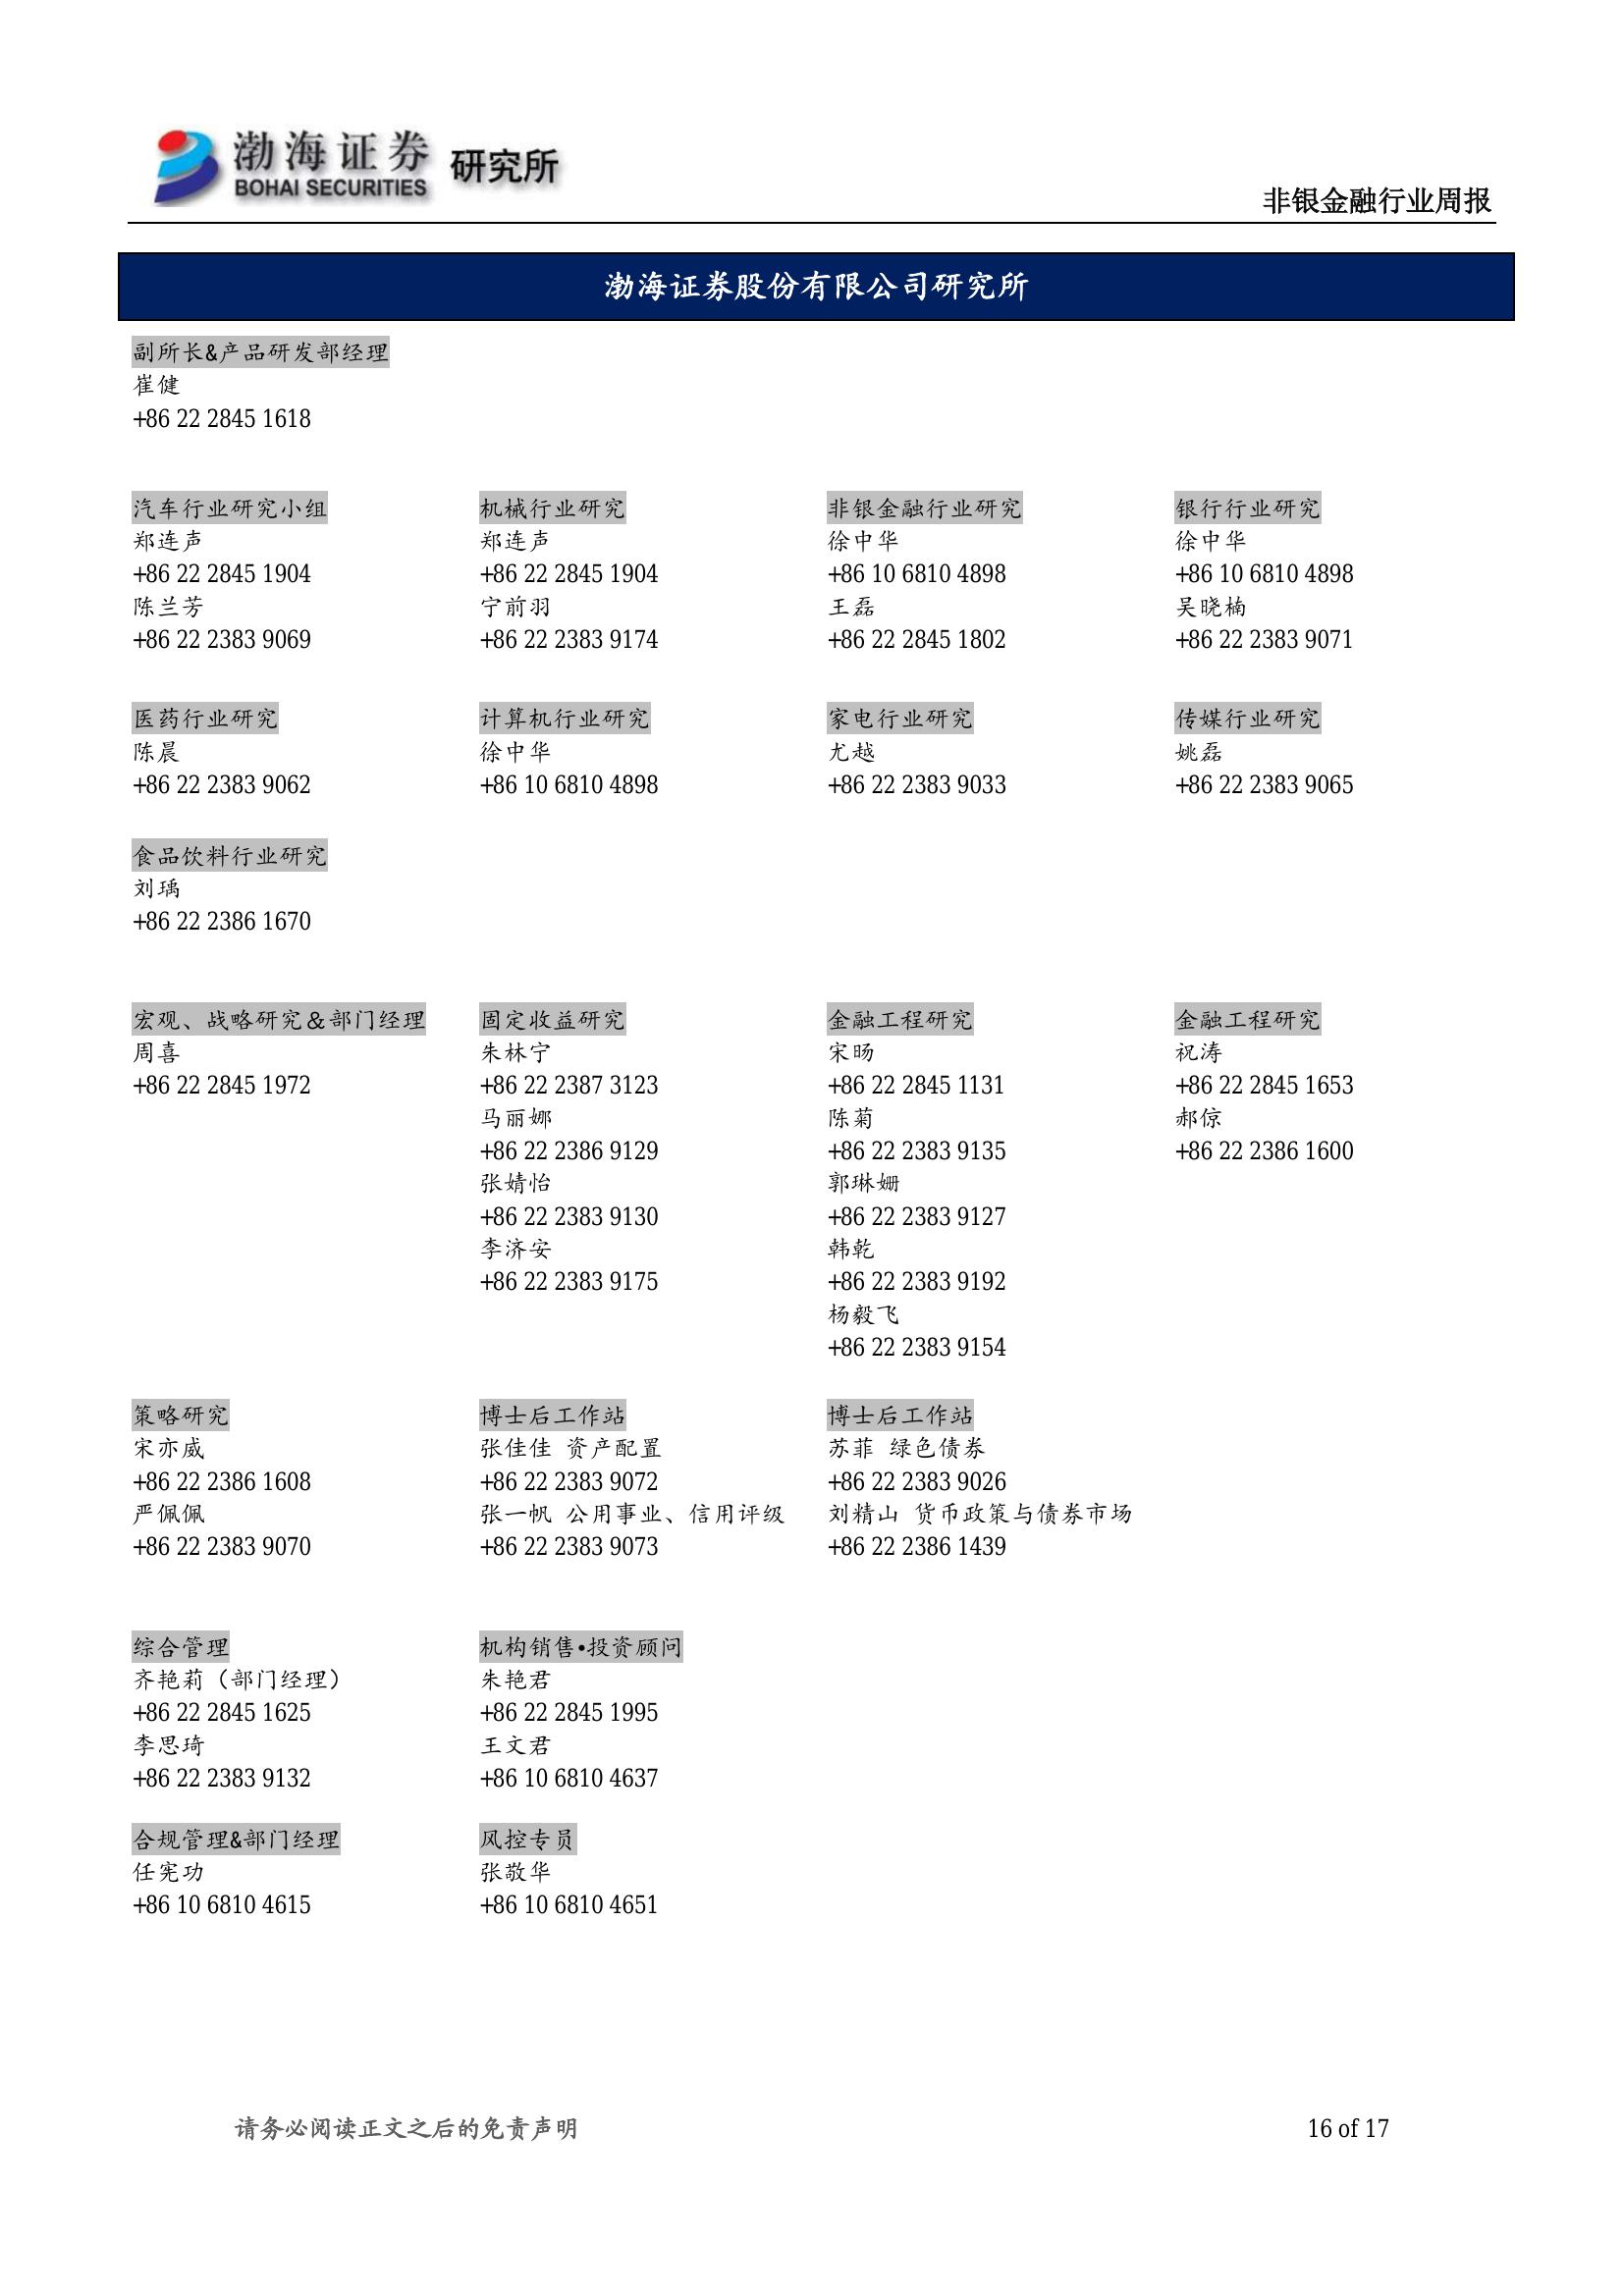 渤海证券
BOHAI SECURITIES
研究所
非银金融行业周报
渤海证券股份有限公司研究所
副所长&产品研发部经理
崔健
+86 22 2845 1618
汽车行业研究小组
郑连声
+86 22 2845 1904
陈兰芳
+86 22 2383 9069
机械行业研究
郑连声
+86 22 2845 1904
宁前羽
+86 22 2383 9174
非银金融行业研究
徐中华
+86 10 6810 4898
王磊
+86 22 2845 1802
银行行业研究
徐中华
+86 10 6810 4898
吴晓楠
+86 22 2383 9071
医药行业研究
陈晨
+86 22 2383 9062
计算机行业研究
徐中华
+86 10 6810 4898
家电行业研究
尤越
+86 22 2383 9033
传媒行业研究
姚磊
+86 22 2383 9065
食品饮料行业研究
刘瑀
+86 22 2386 1670
宏观、战略研究＆部门经理
周喜
+86 22 2845 1972
固定收益研究
朱林宁
+86 22 2387 3123
马丽娜
+86 22 2386 9129
张婧怡
+86 22 2383 9130
李济安
+86 22 2383 9175
金融工程研究
宋旸
+86 22 2845 1131
陈菊
+86 22 2383 9135
郭琳姗
+86 22 2383 9127
韩乾
+86 22 2383 9192
杨毅飞
+86 22 2383 9154
金融工程研究
祝涛
+86 22 2845 1653
郝倞
+86 22 2386 1600
策略研究
宋亦威
+86 22 2386 1608
严佩佩
+86 22 2383 9070
博士后工作站
张佳佳 资产配置
+86 22 2383 9072
张一帆 公用事业、信用评级
+86 22 2383 9073
博士后工作站
苏菲 绿色债券
+86 22 2383 9026
刘精山 货币政策与债券市场
+86 22 2386 1439
综合管理
齐艳莉（部门经理）
+86 22 2845 1625
李思琦
+86 22 2383 9132
机构销售•投资顾问
朱艳君
+86 22 2845 1995
王文君
+86 10 6810 4637
合规管理&部门经理
任宪功
+86 10 6810 4615
风控专员
张敬华
+86 10 6810 4651
请务必阅读正文之后的免责声明
16 of 17